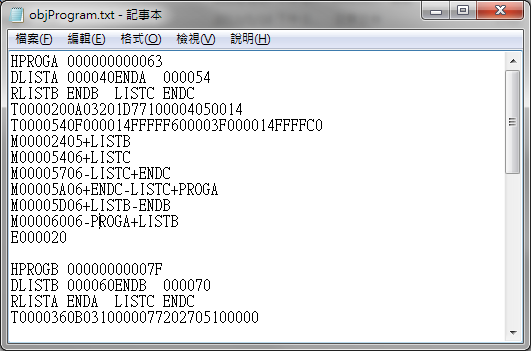 objProgram.txt - 記事本
檔案(F) 編輯(E) 格式(O) 檢視(V) 說明(H)
HPROGA 000000000063
DLISTA 000040ENDA  000054
RLISTB ENDB  LISTC ENDC
T0000200A03201D77100004050014
T0000540F000014FFFFF600003F000014FFFFC0
M00002405+LISTB
M00005406+LISTC
M00005706-LISTC+ENDC
M00005A06+ENDC-LISTC+PROGA
M00005D06+LISTB-ENDB
M00006006-PROGA+LISTB
E000020

HPROGB 00000000007F
DLISTB 000060ENDB  000070
RLISTA ENDA  LISTC ENDC
T0000360B0310000077202705100000